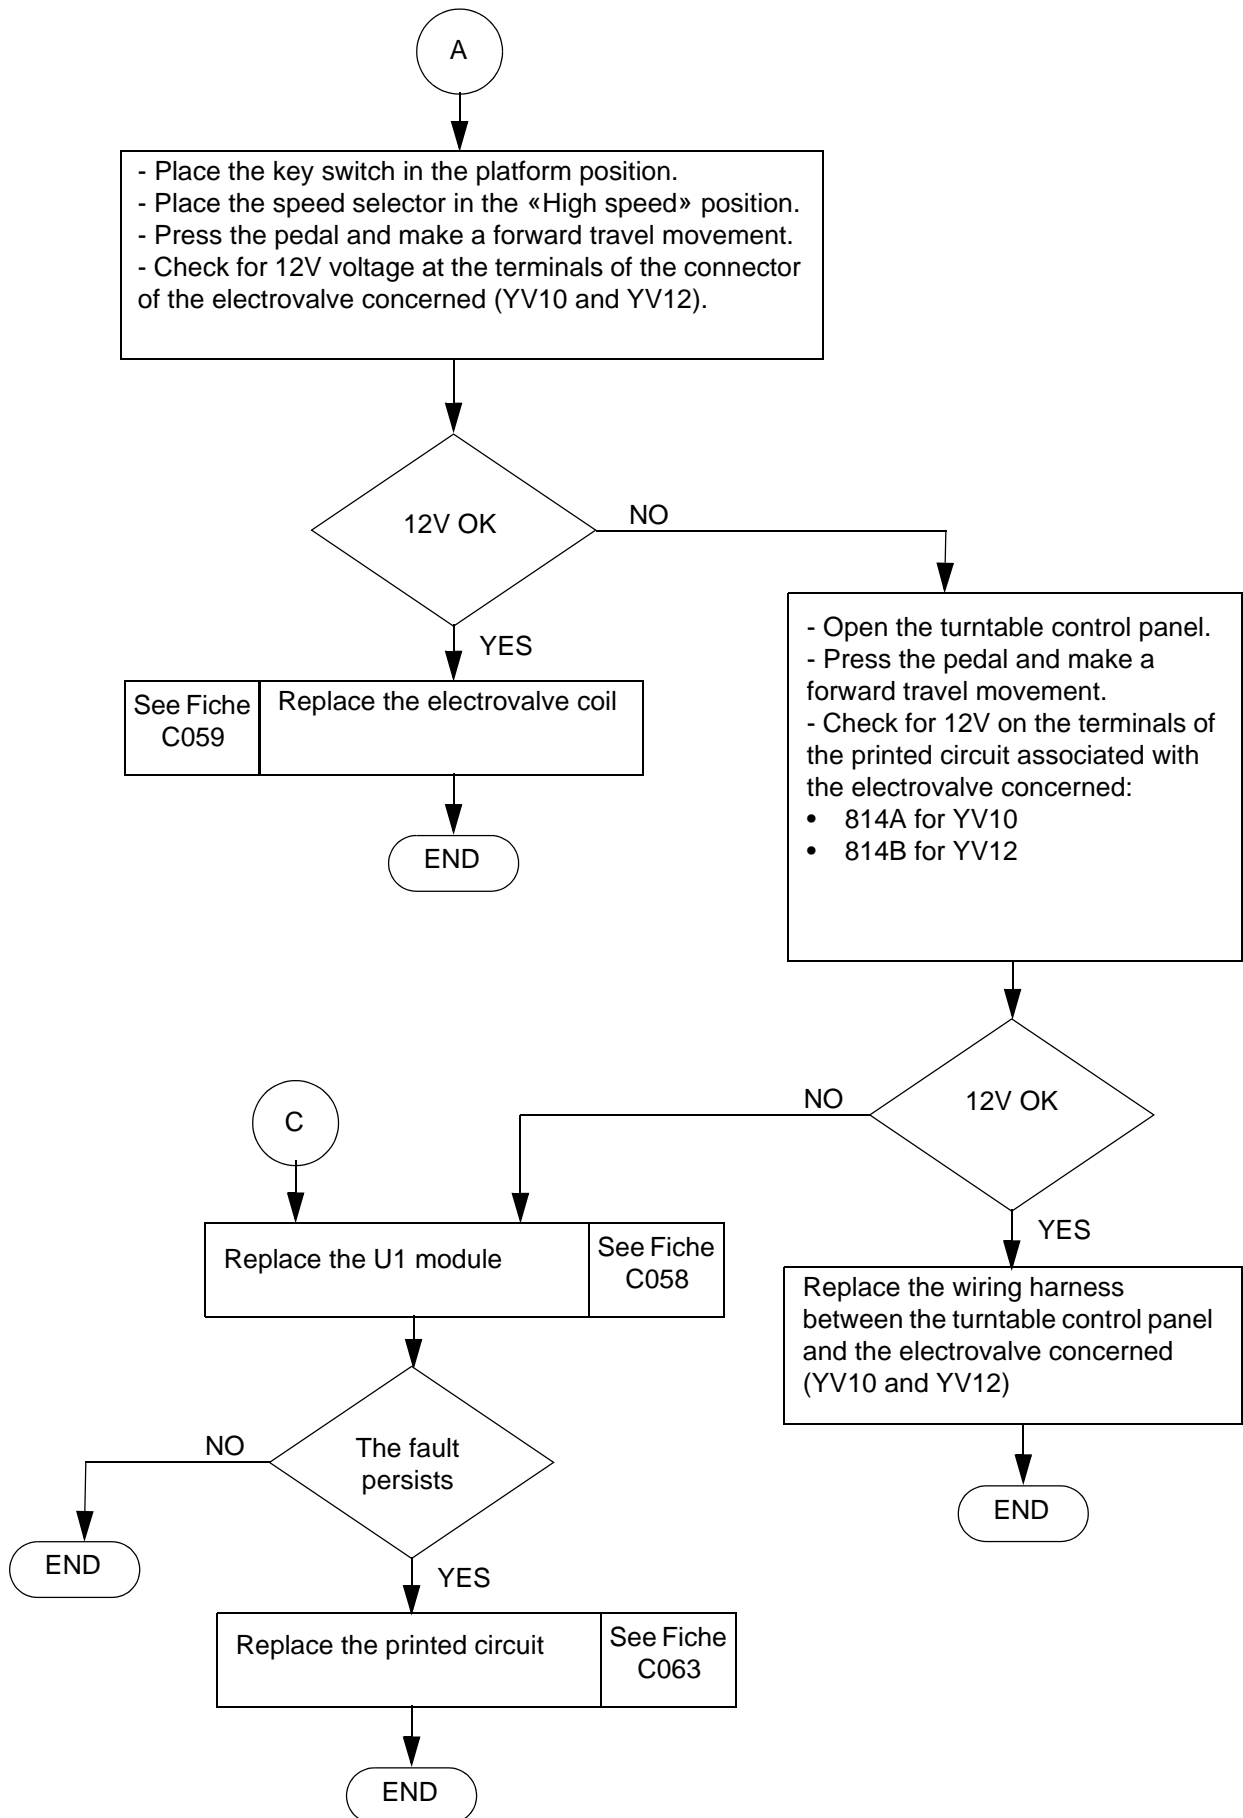 A
- Place the key switch in the platform position.
- Place the speed selector in the «High speed» position.
- Press the pedal and make a forward travel movement.
- Check for 12V voltage at the terminals of the connector
of the electrovalve concerned (YV10 and YV12).
12V OK
NO
YES
See Fiche
C059
Replace the electrovalve coil
END
- Open the turntable control panel.
- Press the pedal and make a
forward travel movement.
- Check for 12V on the terminals of
the printed circuit associated with
the electrovalve concerned:
• 814A for YV10
• 814B for YV12
12V OK
NO
YES
C
Replace the U1 module
See Fiche
C058
Replace the wiring harness
between the turntable control panel
and the electrovalve concerned
(YV10 and YV12)
END
The fault
persists
NO
END
YES
Replace the printed circuit
See Fiche
C063
END